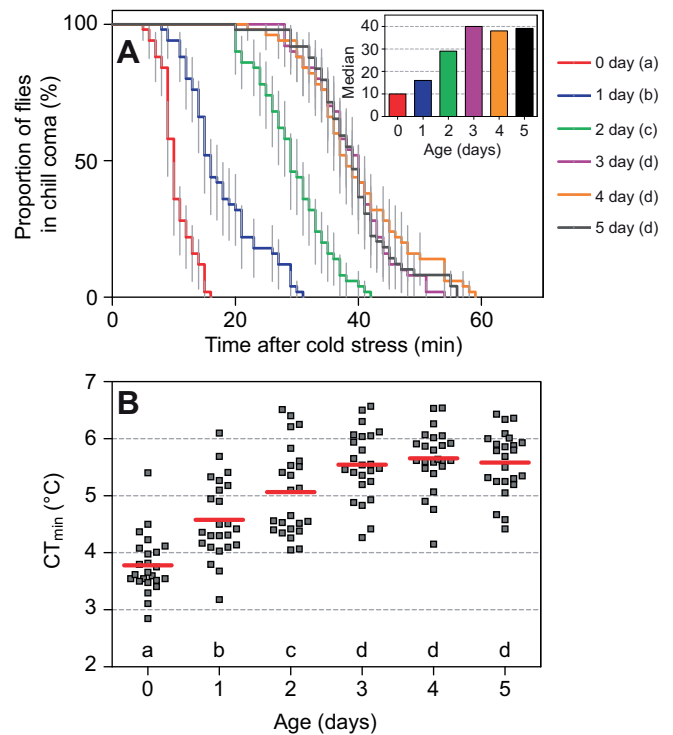 A
Proportion of flies
in chill coma (%)
100
50
0
0 20 40 60
Time after cold stress (min)
Median
40
30
20
10
0
0 1 2 3 4 5
Age (days)
0 day (a)
1 day (b)
2 day (c)
3 day (d)
4 day (d)
5 day (d)
B
CTmin (°C)
7
6
5
4
3
2
a b c d d d
0 1 2 3 4 5
Age (days)